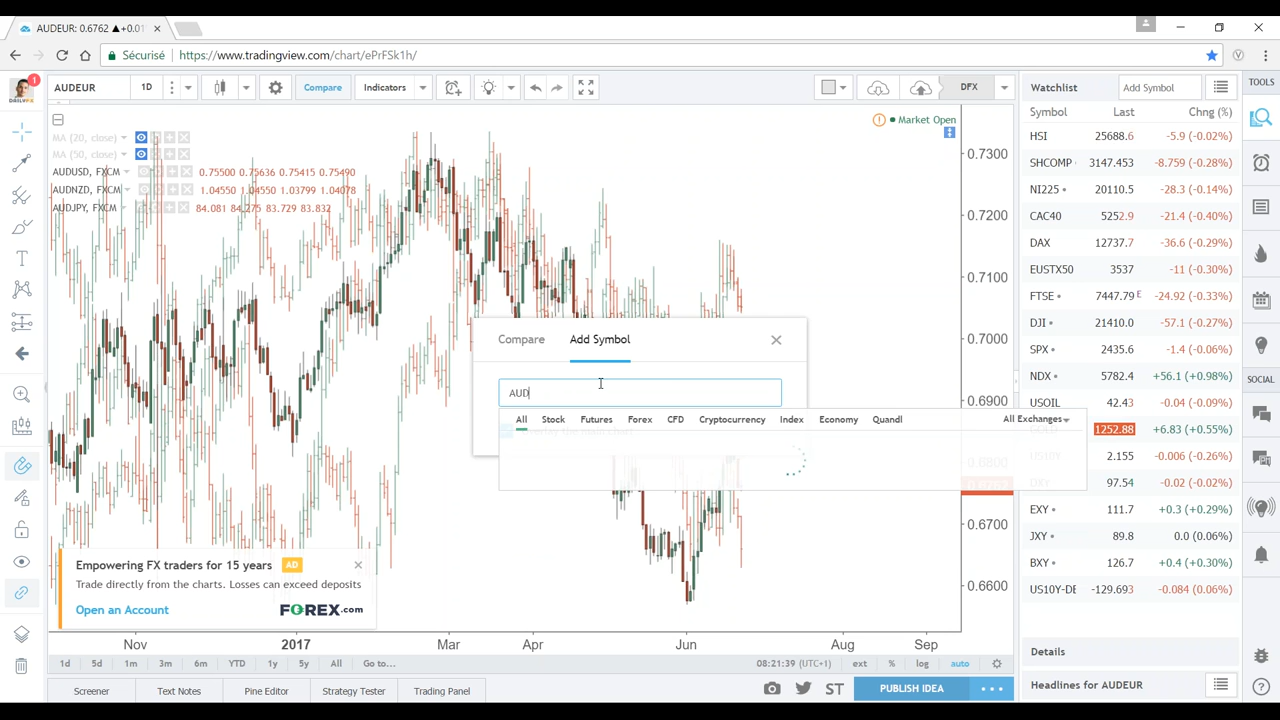 AUDEUR: 0.6762 ▲+0.01
Sécurisé https://www.tradingview.com/chart/ePrFSk1h/
1
DAILYFX
AUDEUR 1D Compare Indicators DFX
Watchlist Add Symbol TOOLS
Market Open
MA (20, close)
MA (50, close)
AUDUSD, FXCM 0.75500 0.75636 0.75415 0.75490
AUDNZD, FXCM 1.04550 1.04550 1.03799 1.04078
AUDJPY, FXCM 84.081 84.275 83.729 83.832
0.7300
0.7200
0.7100
0.7000
0.6900
0.6800
0.6700
0.6600
Compare Add Symbol
AUD
All Stock Futures Forex CFD Cryptocurrency Index Economy Quandl All Exchanges
Symbol Last Chng (%)
HSI 25688.6 -5.9 (-0.02%)
SHCOMP 3147.453 -8.759 (-0.28%)
NI225 20110.5 -28.3 (-0.14%)
CAC40 5252.9 -21.4 (-0.40%)
DAX 12737.7 -36.6 (-0.29%)
EUSTX50 3537 -11 (-0.30%)
FTSE 7447.79 E -24.92 (-0.33%)
DJI 21410.0 -57.1 (-0.27%)
SPX 2435.6 -1.4 (-0.06%)
NDX 5782.4 +56.1 (+0.98%)
USOIL 42.43 -0.04 (-0.09%)
1252.88 +6.83 (+0.55%)
2.155 -0.006 (-0.26%)
97.54 -0.02 (-0.02%)
EXY 111.7 +0.3 (+0.29%)
JXY 89.8 0.0 (0.06%)
BXY 126.7 +0.4 (+0.30%)
US10Y-DE -129.693 -0.084 (0.06%)
SOCIAL
Empowering FX traders for 15 years AD
Trade directly from the charts. Losses can exceed deposits
Open an Account FOREX.com
Nov 2017 Mar Apr Jun Aug Sep
1d 5d 1m 3m 6m YTD 1y 5y All Go to... 08:21:39 (UTC+1) ext % log auto
Details
Screener Text Notes Pine Editor Strategy Tester Trading Panel ST PUBLISH IDEA
Headlines for AUDEUR